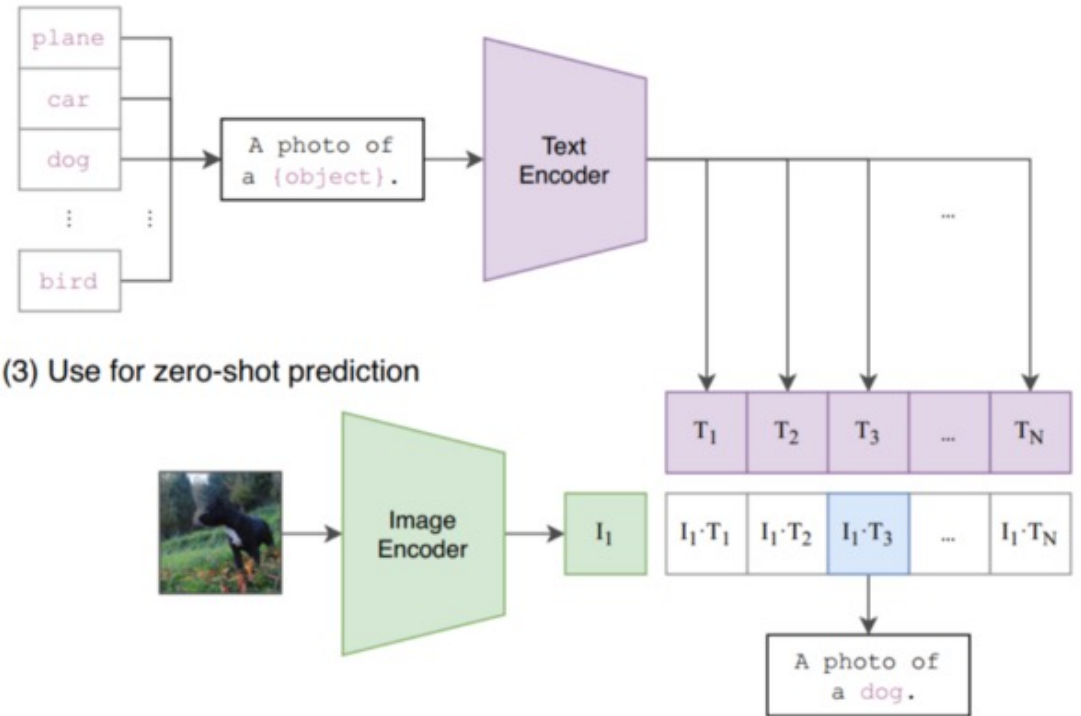 plane
car
dog
⋮ ⋮
bird
A photo of
a {object}.
Text
Encoder
...
(3) Use for zero-shot prediction
T1 T2 T3 ... TN
Image
Encoder
I1
I1·T1 I1·T2 I1·T3 ... I1·TN
A photo of
a dog.